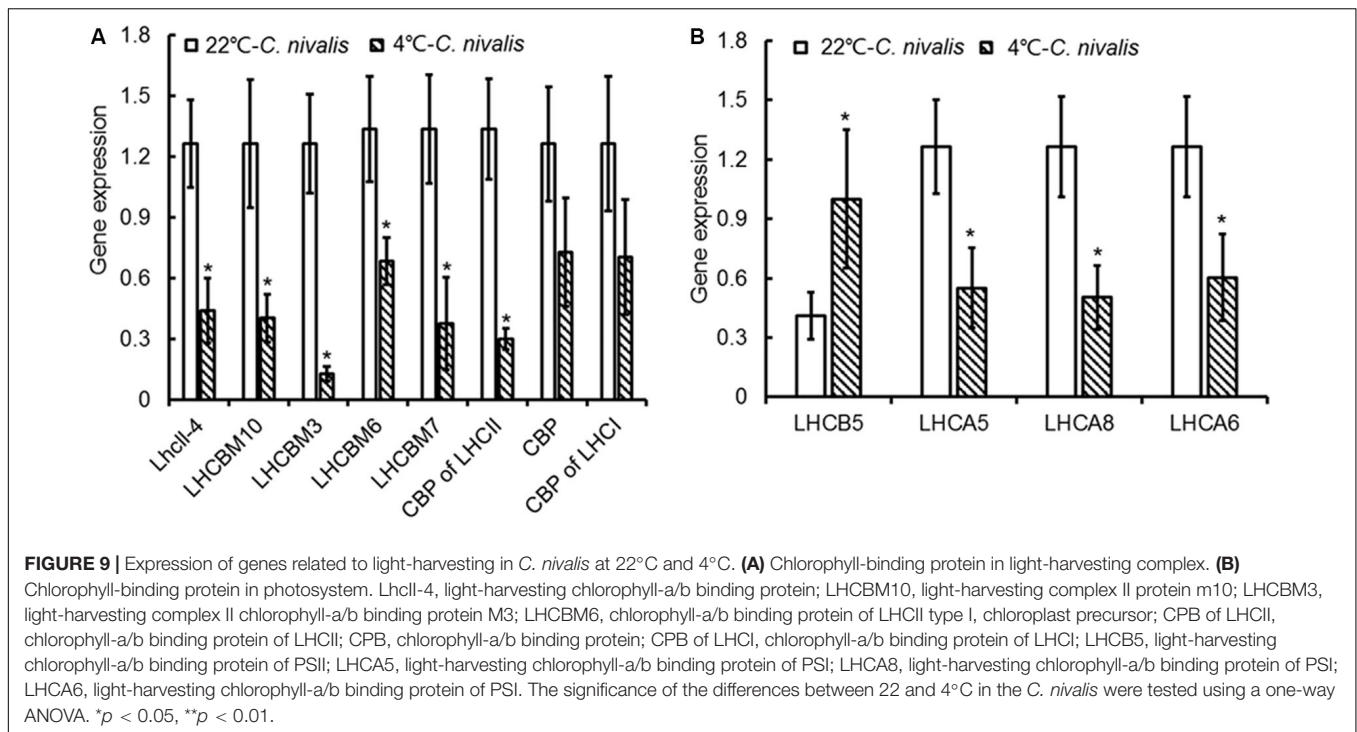 A
22℃-C. nivalis
4℃-C. nivalis
1.8
1.5
1.2
0.9
0.6
0.3
0
Gene expression
*
*
*
*
*
*
LhcII-4
LHCBM10
LHCBM3
LHCBM6
LHCBM7
CBP of LHCII
CBP
CBP of LHCI
B
22℃-C. nivalis
4℃-C. nivalis
1.8
1.5
1.2
0.9
0.6
0.3
0
Gene expression
*
*
*
*
LHCB5
LHCA5
LHCA8
LHCA6
FIGURE 9 | Expression of genes related to light-harvesting in C. nivalis at 22°C and 4°C. (A) Chlorophyll-binding protein in light-harvesting complex. (B)
Chlorophyll-binding protein in photosystem. LhcII-4, light-harvesting chlorophyll-a/b binding protein; LHCBM10, light-harvesting complex II protein m10; LHCBM3,
light-harvesting complex II chlorophyll-a/b binding protein M3; LHCBM6, chlorophyll-a/b binding protein of LHCII type I, chloroplast precursor; CPB of LHCII,
chlorophyll-a/b binding protein of LHCII; CPB, chlorophyll-a/b binding protein; CPB of LHCI, chlorophyll-a/b binding protein of LHCI; LHCB5, light-harvesting
chlorophyll-a/b binding protein of PSII; LHCA5, light-harvesting chlorophyll-a/b binding protein of PSI; LHCA8, light-harvesting chlorophyll-a/b binding protein of PSI;
LHCA6, light-harvesting chlorophyll-a/b binding protein of PSI. The significance of the differences between 22 and 4°C in the C. nivalis were tested using a one-way
ANOVA. *p < 0.05, **p < 0.01.